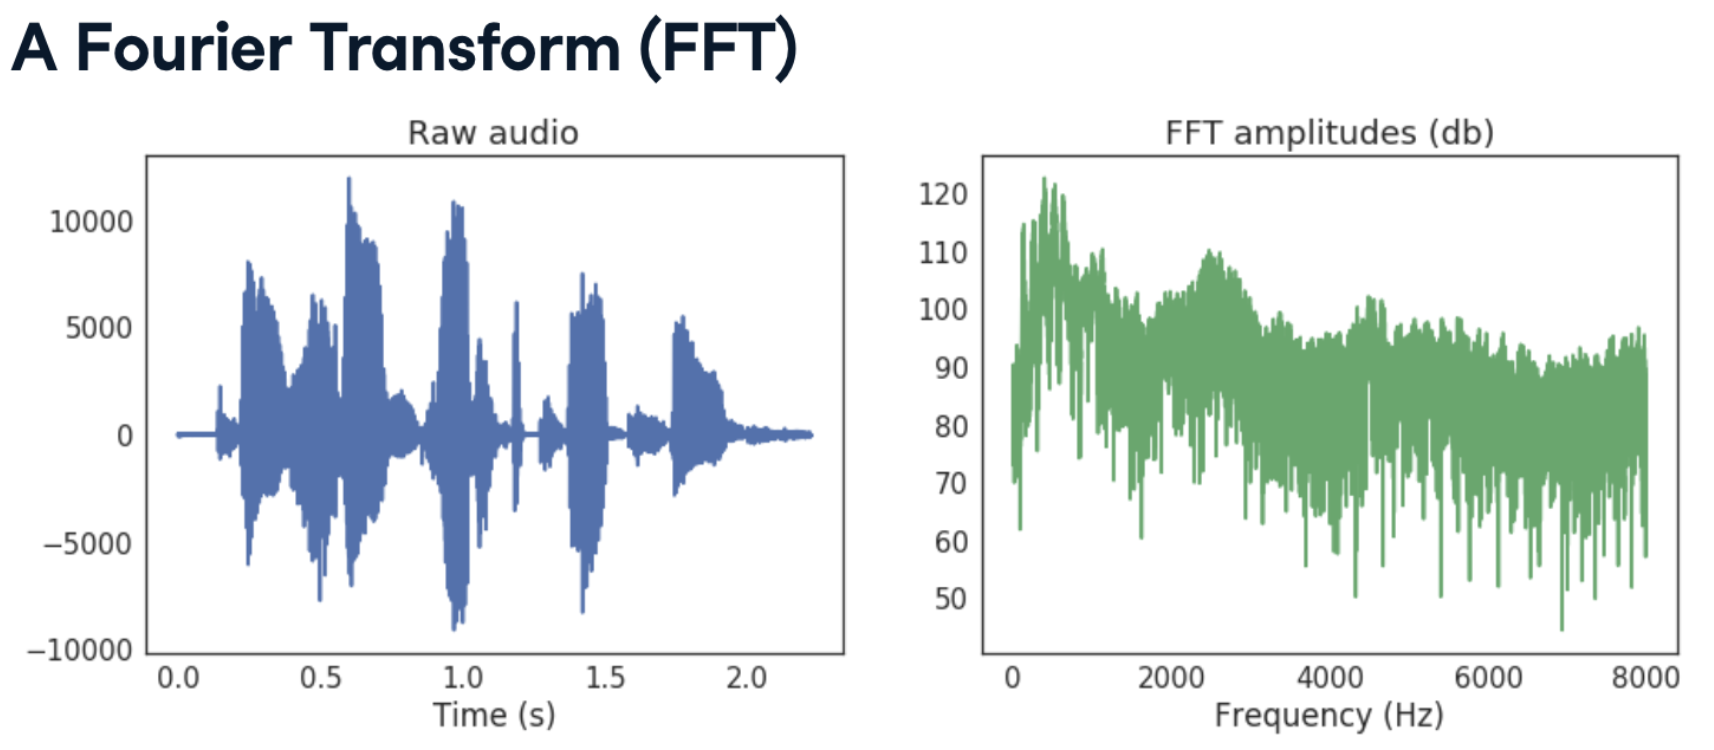 A Fourier Transform (FFT)
Raw audio
10000
5000
0
−5000
−10000
0.0 0.5 1.0 1.5 2.0
Time (s)
FFT amplitudes (db)
120
110
100
90
80
70
60
50
0 2000 4000 6000 8000
Frequency (Hz)